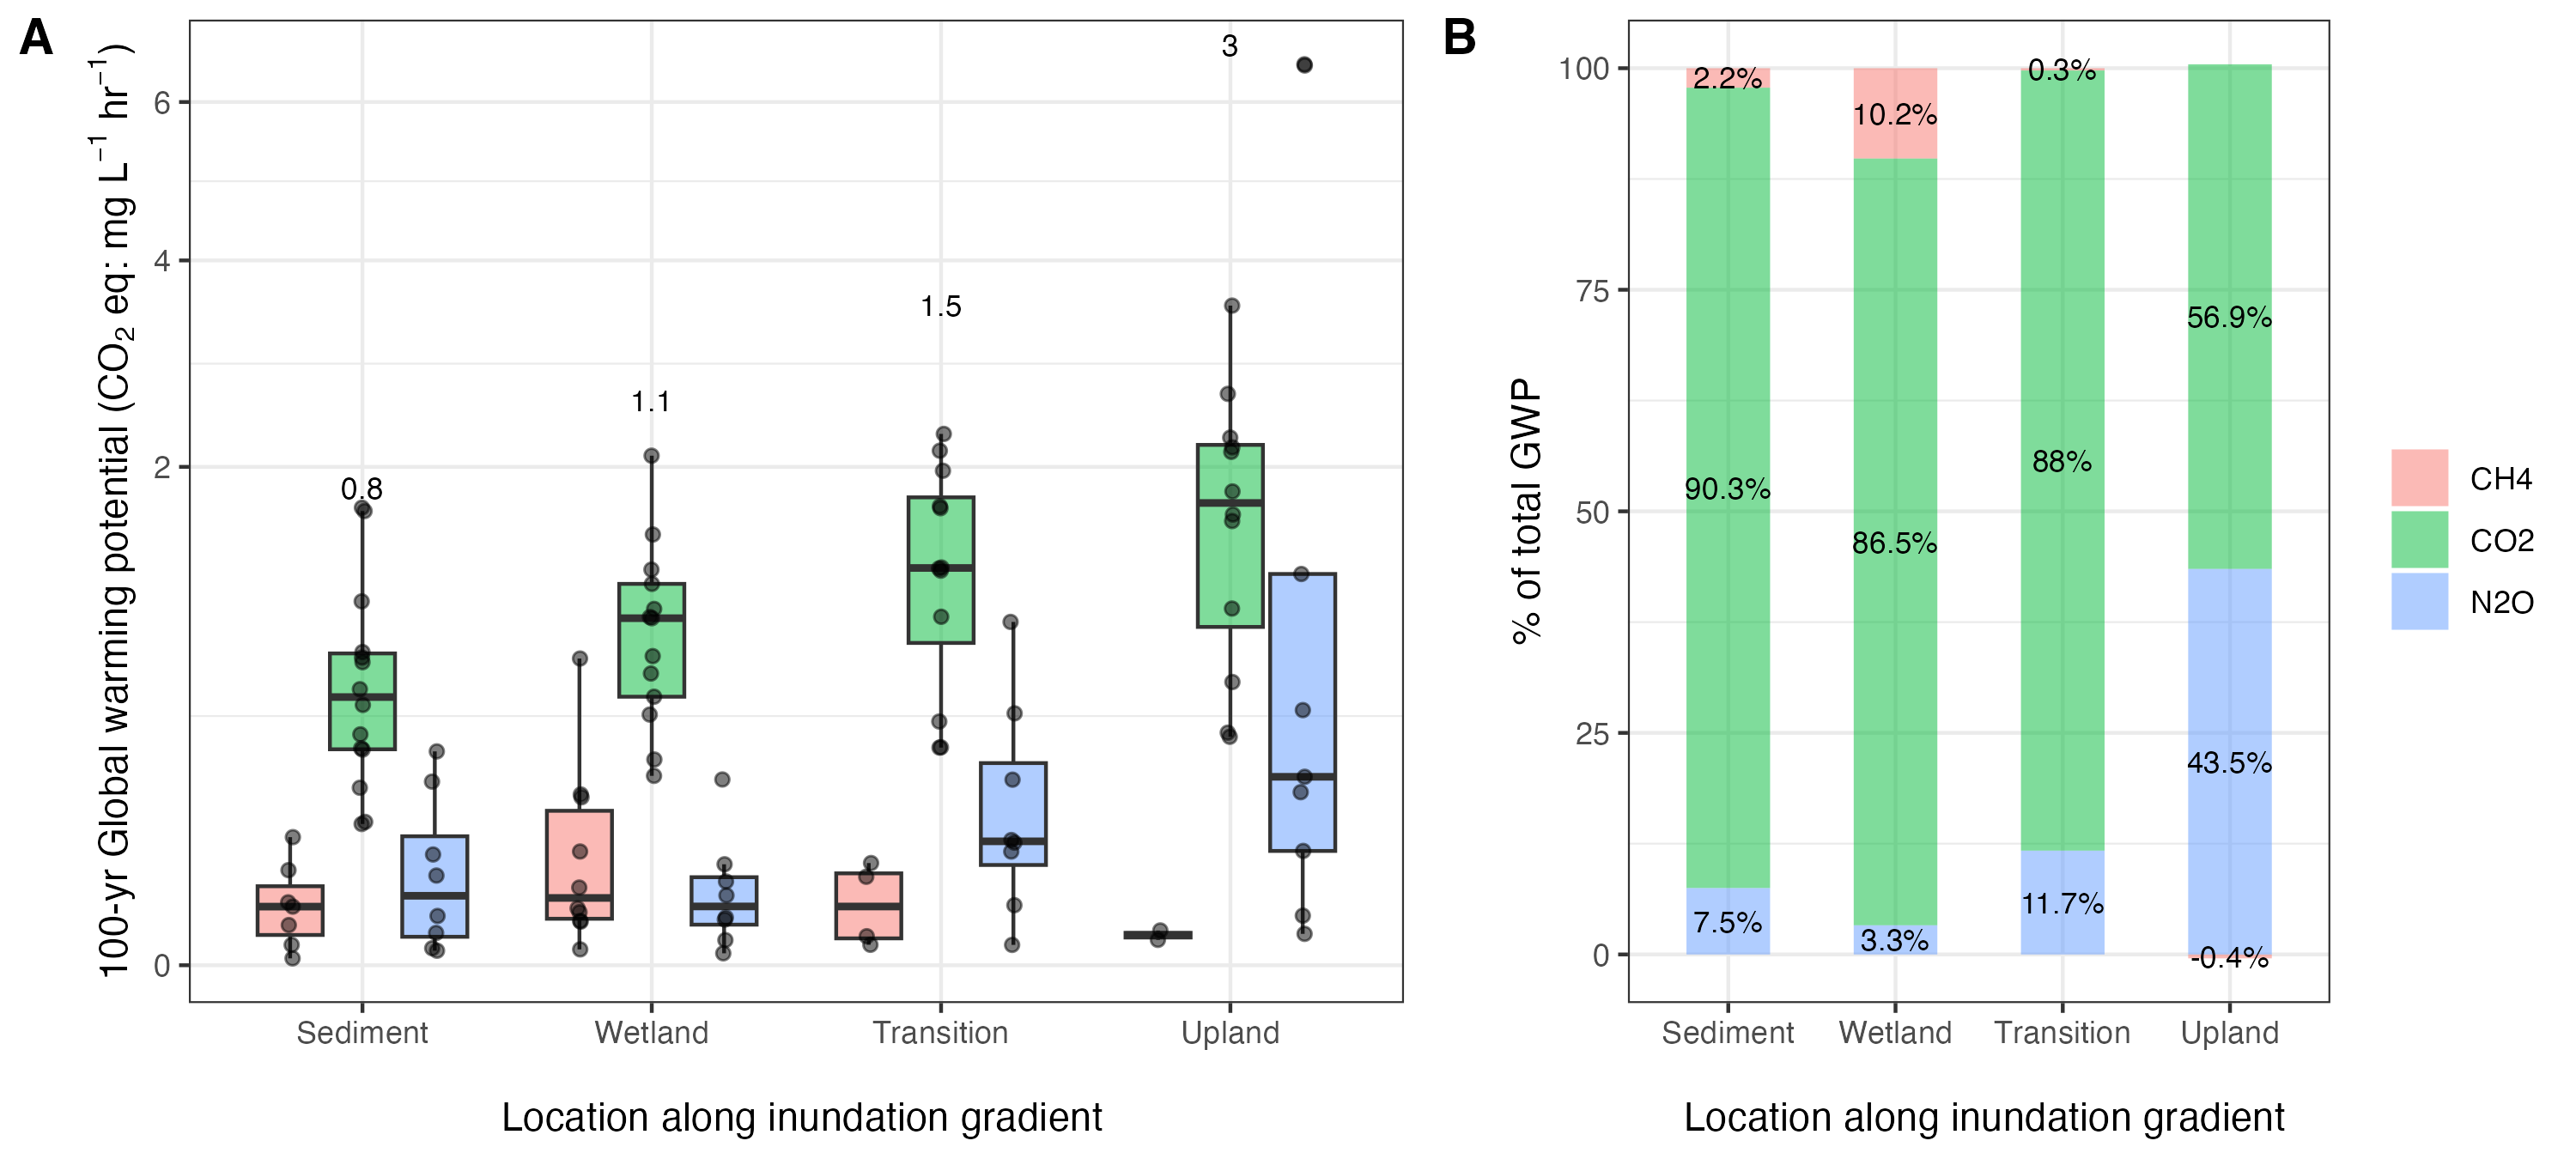 A
100-yr Global warming potential (CO₂ eq: mg L⁻¹ hr⁻¹)
6
4
2
0
0.8
1.1
1.5
3
Sediment
Wetland
Transition
Upland
Location along inundation gradient
B
% of total GWP
100
75
50
25
0
2.2%
90.3%
7.5%
10.2%
86.5%
3.3%
0.3%
88%
11.7%
56.9%
43.5%
-0.4%
Sediment
Wetland
Transition
Upland
Location along inundation gradient
CH4
CO2
N2O